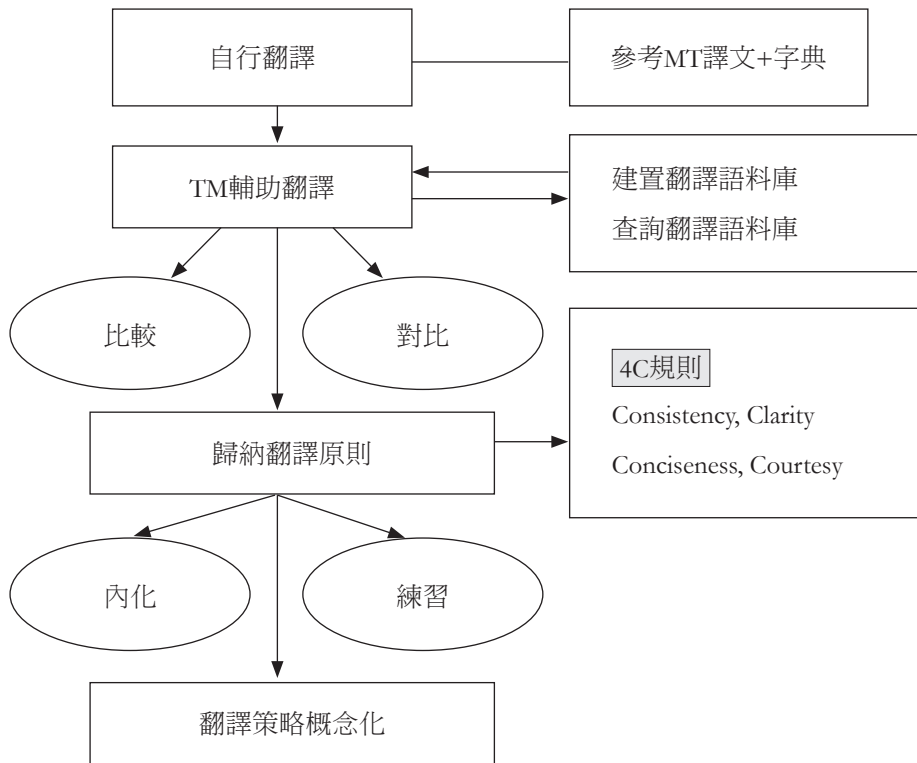 自行翻譯
參考MT譯文+字典
TM輔助翻譯
建置翻譯語料庫
查詢翻譯語料庫
比較
對比
4C規則
Consistency, Clarity
Conciseness, Courtesy
歸納翻譯原則
內化
練習
翻譯策略概念化